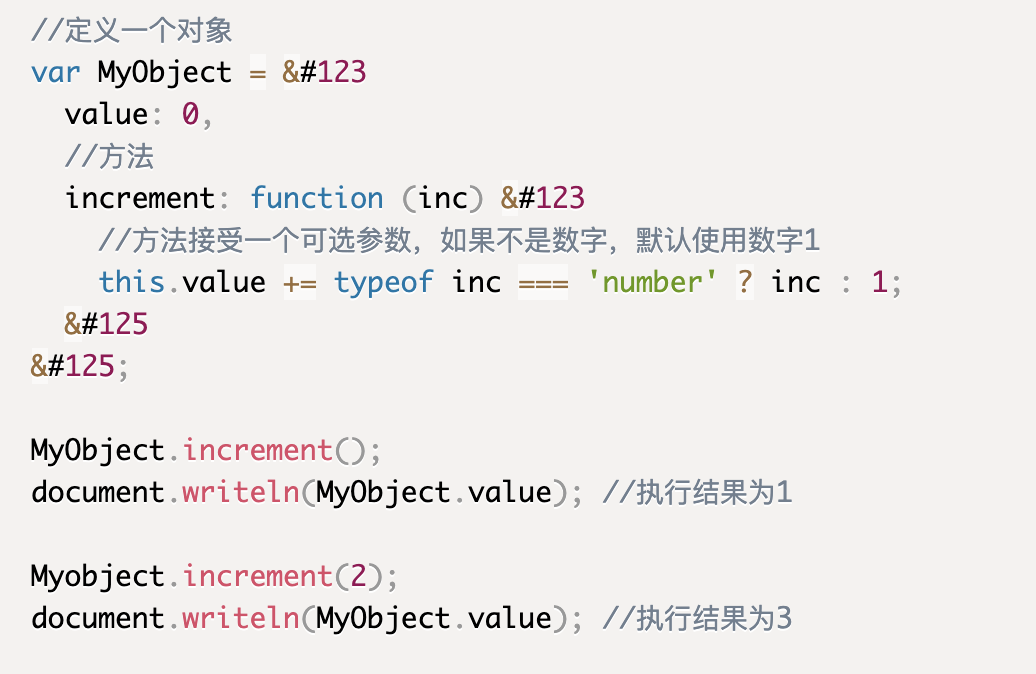 //定义一个对象
var MyObject = &#123
  value: 0,
  //方法
  increment: function (inc) &#123
    //方法接受一个可选参数，如果不是数字，默认使用数字1
    this.value += typeof inc === 'number' ? inc : 1;
  &#125
&#125;

MyObject.increment();
document.writeln(MyObject.value); //执行结果为1

Myobject.increment(2);
document.writeln(MyObject.value); //执行结果为3